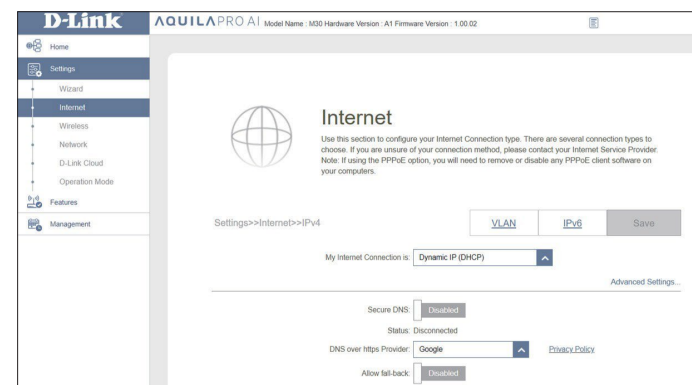 D-Link
AQUILA PRO AI Model Name : M30 Hardware Version : A1 Firmware Version : 1.00.02
Home
Settings
Wizard
Internet
Wireless
Network
D-Link Cloud
Operation Mode
Features
Management
Internet
Use this section to configure your Internet Connection type. There are several connection types to
choose. If you are unsure of your connection method, please contact your Internet Service Provider.
Note: If using the PPPoE option, you will need to remove or disable any PPPoE client software on
your computers.
Settings>>Internet>>IPv4
VLAN
IPv6
Save
My Internet Connection is: Dynamic IP (DHCP)
Advanced Settings...
Secure DNS: Disabled
Status: Disconnected
DNS over https Provider: Google
Privacy Policy
Allow fall-back: Disabled